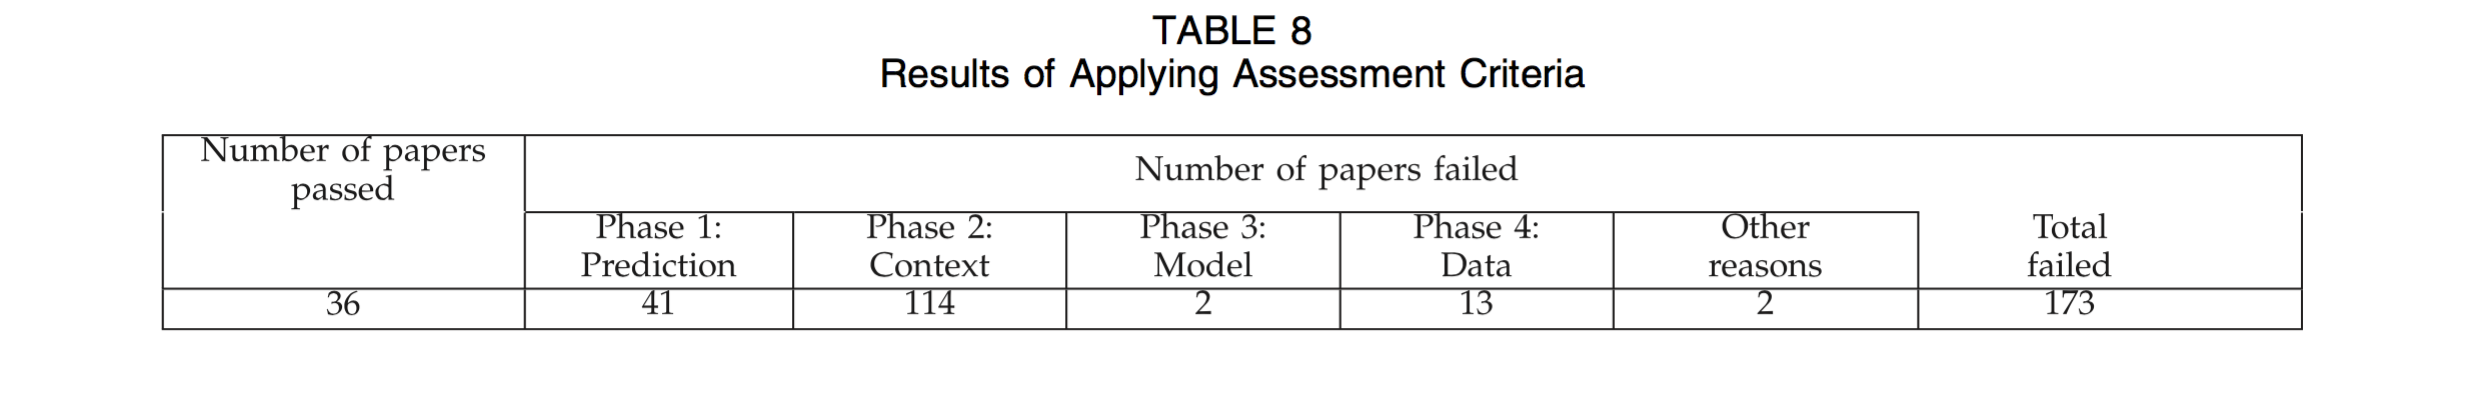 TABLE 8
Results of Applying Assessment Criteria
Number of papers
passed
Number of papers failed
Phase 1:
Prediction
Phase 2:
Context
Phase 3:
Model
Phase 4:
Data
Other
reasons
Total
failed
36 41 114 2 13 2 173